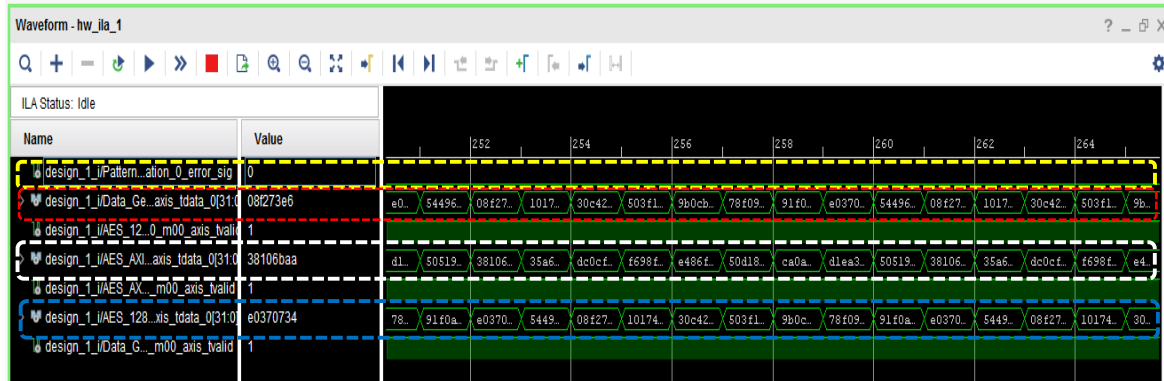 Waveform - hw_ila_1
? _ X
ILA Status: Idle
Name Value
252 254 256 258 260 262 264
design_1_i/Pattern...ation_0_error_sig 0
design_1_i/Data_Ge...axis_tdata_0[31:0 08f273e6 e0... 54496... 08f27... 1017... 30c42... 503f1... 9b0cb... 78f09... 91f0... e0370... 54496... 08f27... 1017... 30c42... 503f1... 9b...
design_1_i/AES_12...0_m00_axis_tvalid 1
design_1_i/AES_AXI...axis_tdata_0[31:0 38106baa d1... 50519... 38106... 35a6... dc0cf... f698f... e486f... 50d18... ca0a... d1ea3... 50519... 38106... 35a6... dc0cf... f698f... e4...
design_1_i/AES_AX..._m00_axis_tvalid 1
design_1_i/AES_128...xis_tdata_0[31:0] e0370734 78... 91f0a... e0370... 5449... 08f27... 10174... 30c42... 503f1... 9b0c... 78f09... 91f0a... e0370... 5449... 08f27... 10174... 30...
design_1_i/Data_G..._m00_axis_tvalid 1